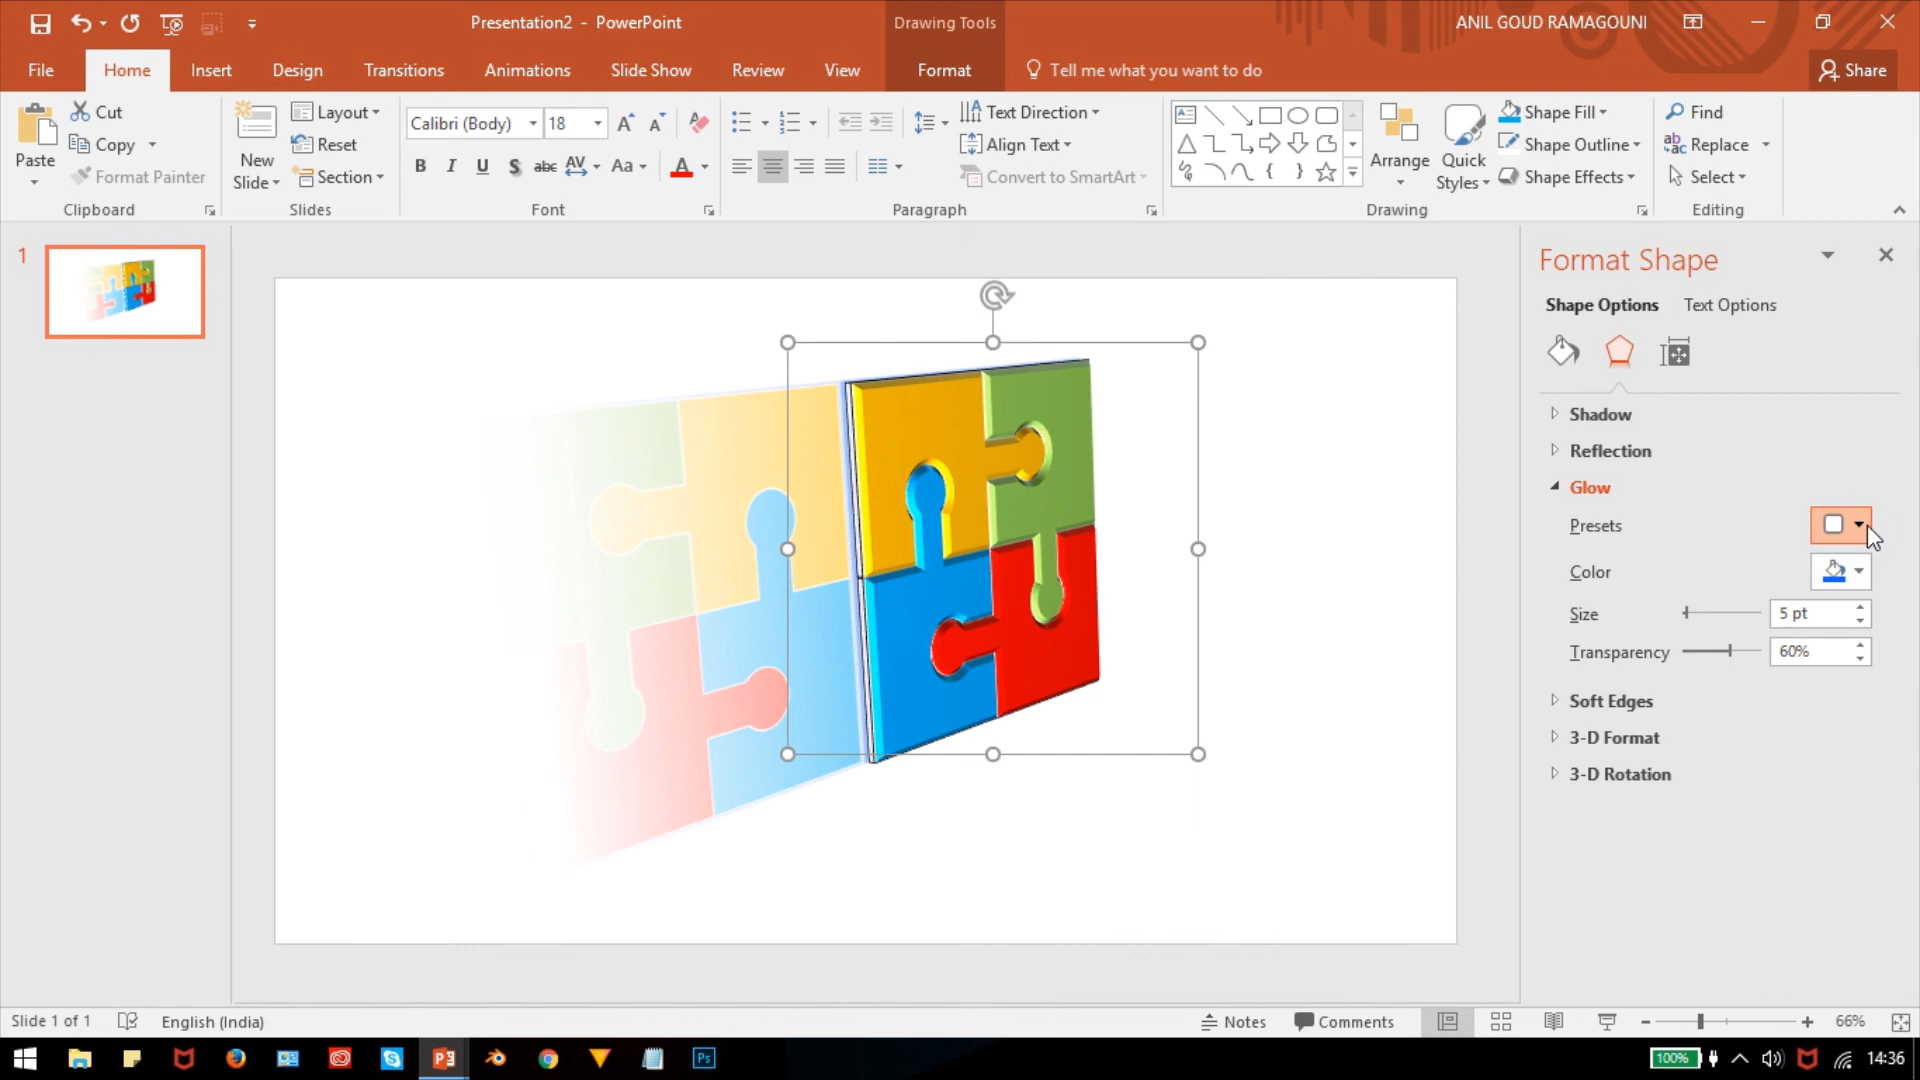 Presentation2 - PowerPoint
Drawing Tools
ANIL GOUD RAMAGOUNI
File Home Insert Design Transitions Animations Slide Show Review View Format Tell me what you want to do Share
Paste
Cut
Copy
Format Painter
Clipboard
New Slide
Layout
Reset
Section
Slides
Calibri (Body) 18
B I U S abc AV Aa A
Font
Text Direction
Align Text
Convert to SmartArt
Paragraph
Arrange
Quick Styles
Shape Fill
Shape Outline
Shape Effects
Drawing
Find
Replace
Select
Editing
1
Format Shape
Shape Options Text Options
Shadow
Reflection
Glow
Presets
Color
Size 5 pt
Transparency 60%
Soft Edges
3-D Format
3-D Rotation
Slide 1 of 1 English (India) Notes Comments 66%
100% 14:36